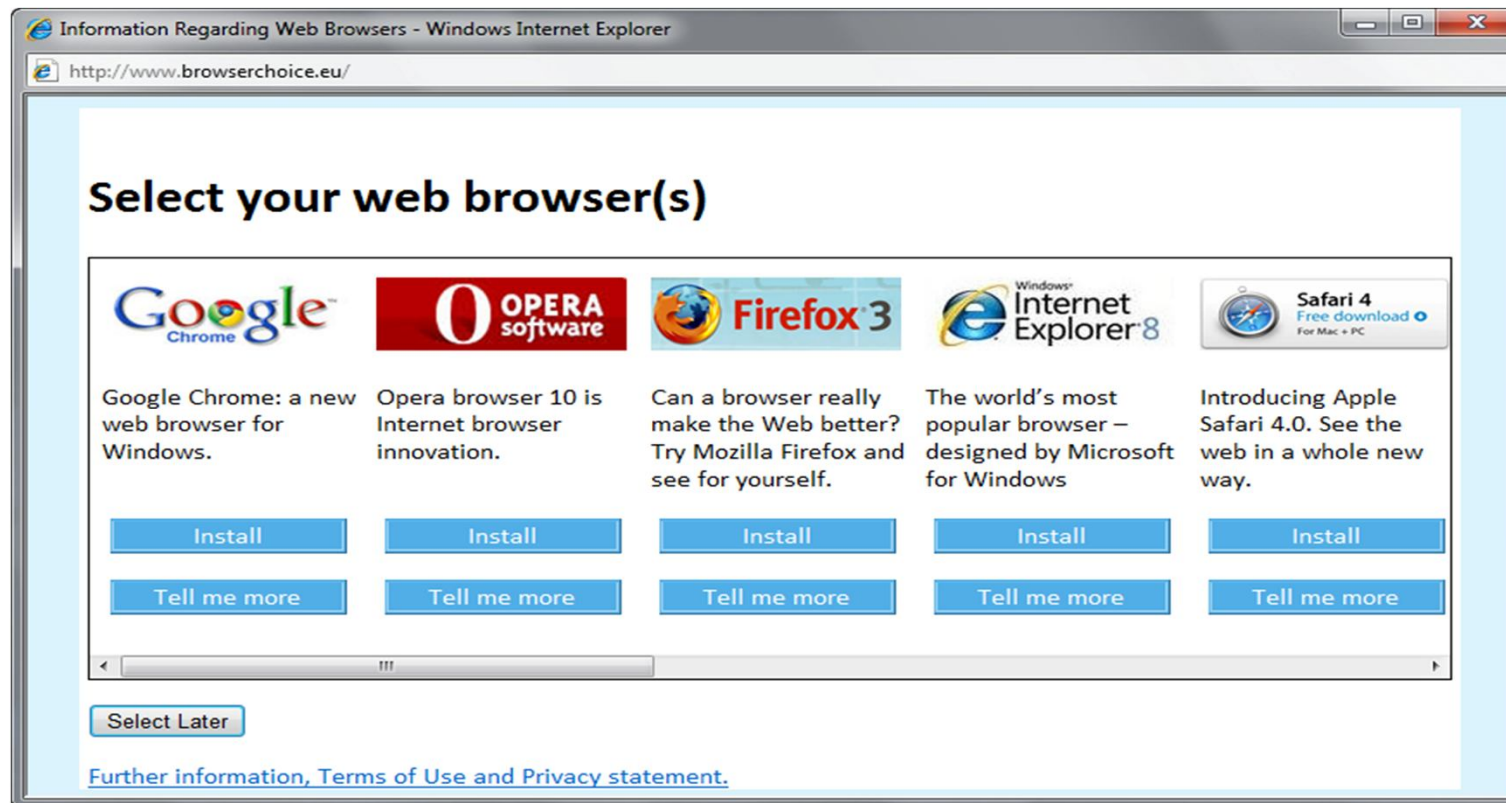 Information Regarding Web Browsers - Windows Internet Explorer
http://www.browserchoice.eu/
Select your web browser(s)
Google™
Chrome
OPERA
software
Firefox 3
Windows®
Internet
Explorer 8
Safari 4
Free download
For Mac + PC
Google Chrome: a new
web browser for
Windows.
Opera browser 10 is
Internet browser
innovation.
Can a browser really
make the Web better?
Try Mozilla Firefox and
see for yourself.
The world's most
popular browser –
designed by Microsoft
for Windows
Introducing Apple
Safari 4.0. See the
web in a whole new
way.
Install
Install
Install
Install
Install
Tell me more
Tell me more
Tell me more
Tell me more
Tell me more
Select Later
Further information, Terms of Use and Privacy statement.